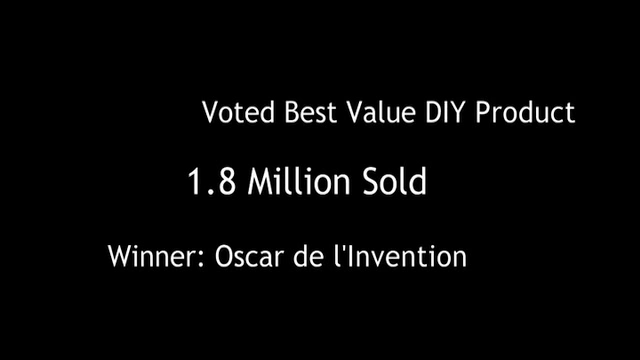 Voted Best Value DIY Product
1.8 Million Sold
Winner: Oscar de l'Invention